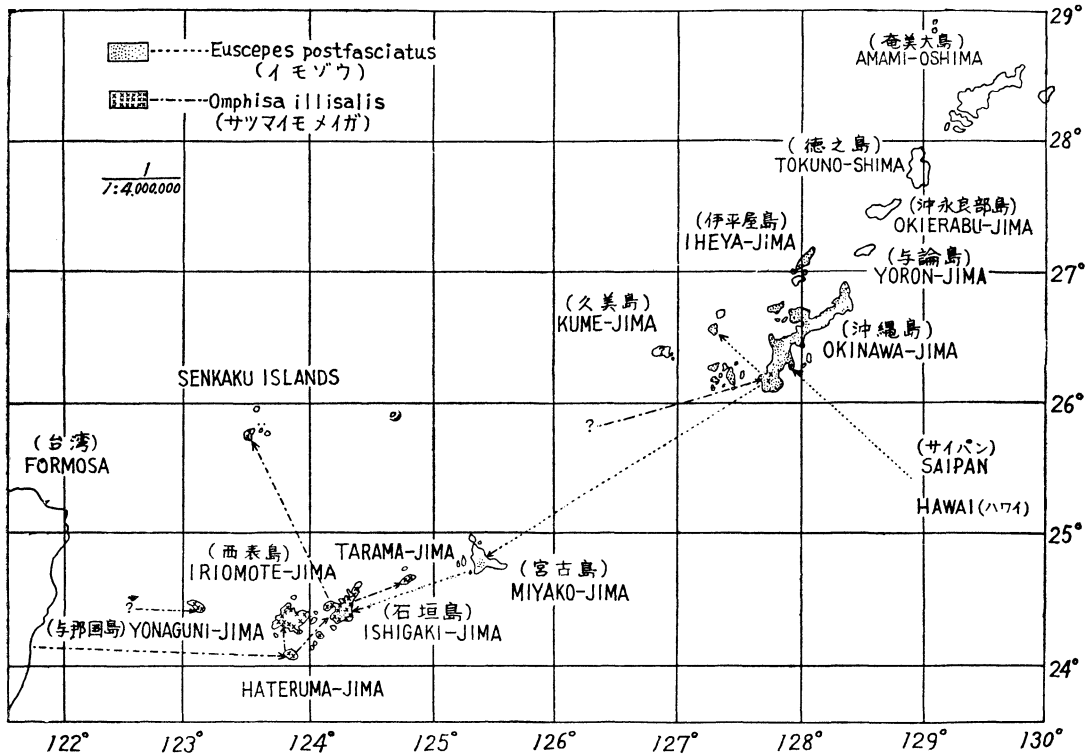 Euscepes postfasciatus
(イモゾウ)
Omphisa illisalis
(サツマイモメイガ)
1
1:4,000,000
(奄美大島)
AMAMI-OSHIMA
(徳之島)
TOKUNO-SHIMA
(沖永良部島)
OKIERABU-JIMA
(伊平屋島)
IHEYA-JIMA
(与論島)
YORON-JIMA
(久美島)
KUME-JIMA
(沖縄島)
OKINAWA-JIMA
SENKAKU ISLANDS
?
(台湾)
FORMOSA
(サイパン)
SAIPAN
HAWAI(ハワイ)
(西表島)
IRIOMOTE-JIMA
TARAMA-JIMA
(宮古島)
MIYAKO-JIMA
?
(石垣島)
ISHIGAKI-JIMA
(与那国島)YONAGUNI-JIMA
HATERUMA-JIMA
29°
28°
27°
26°
25°
24°
122° 123° 124° 125° 126° 127° 128° 129° 130°